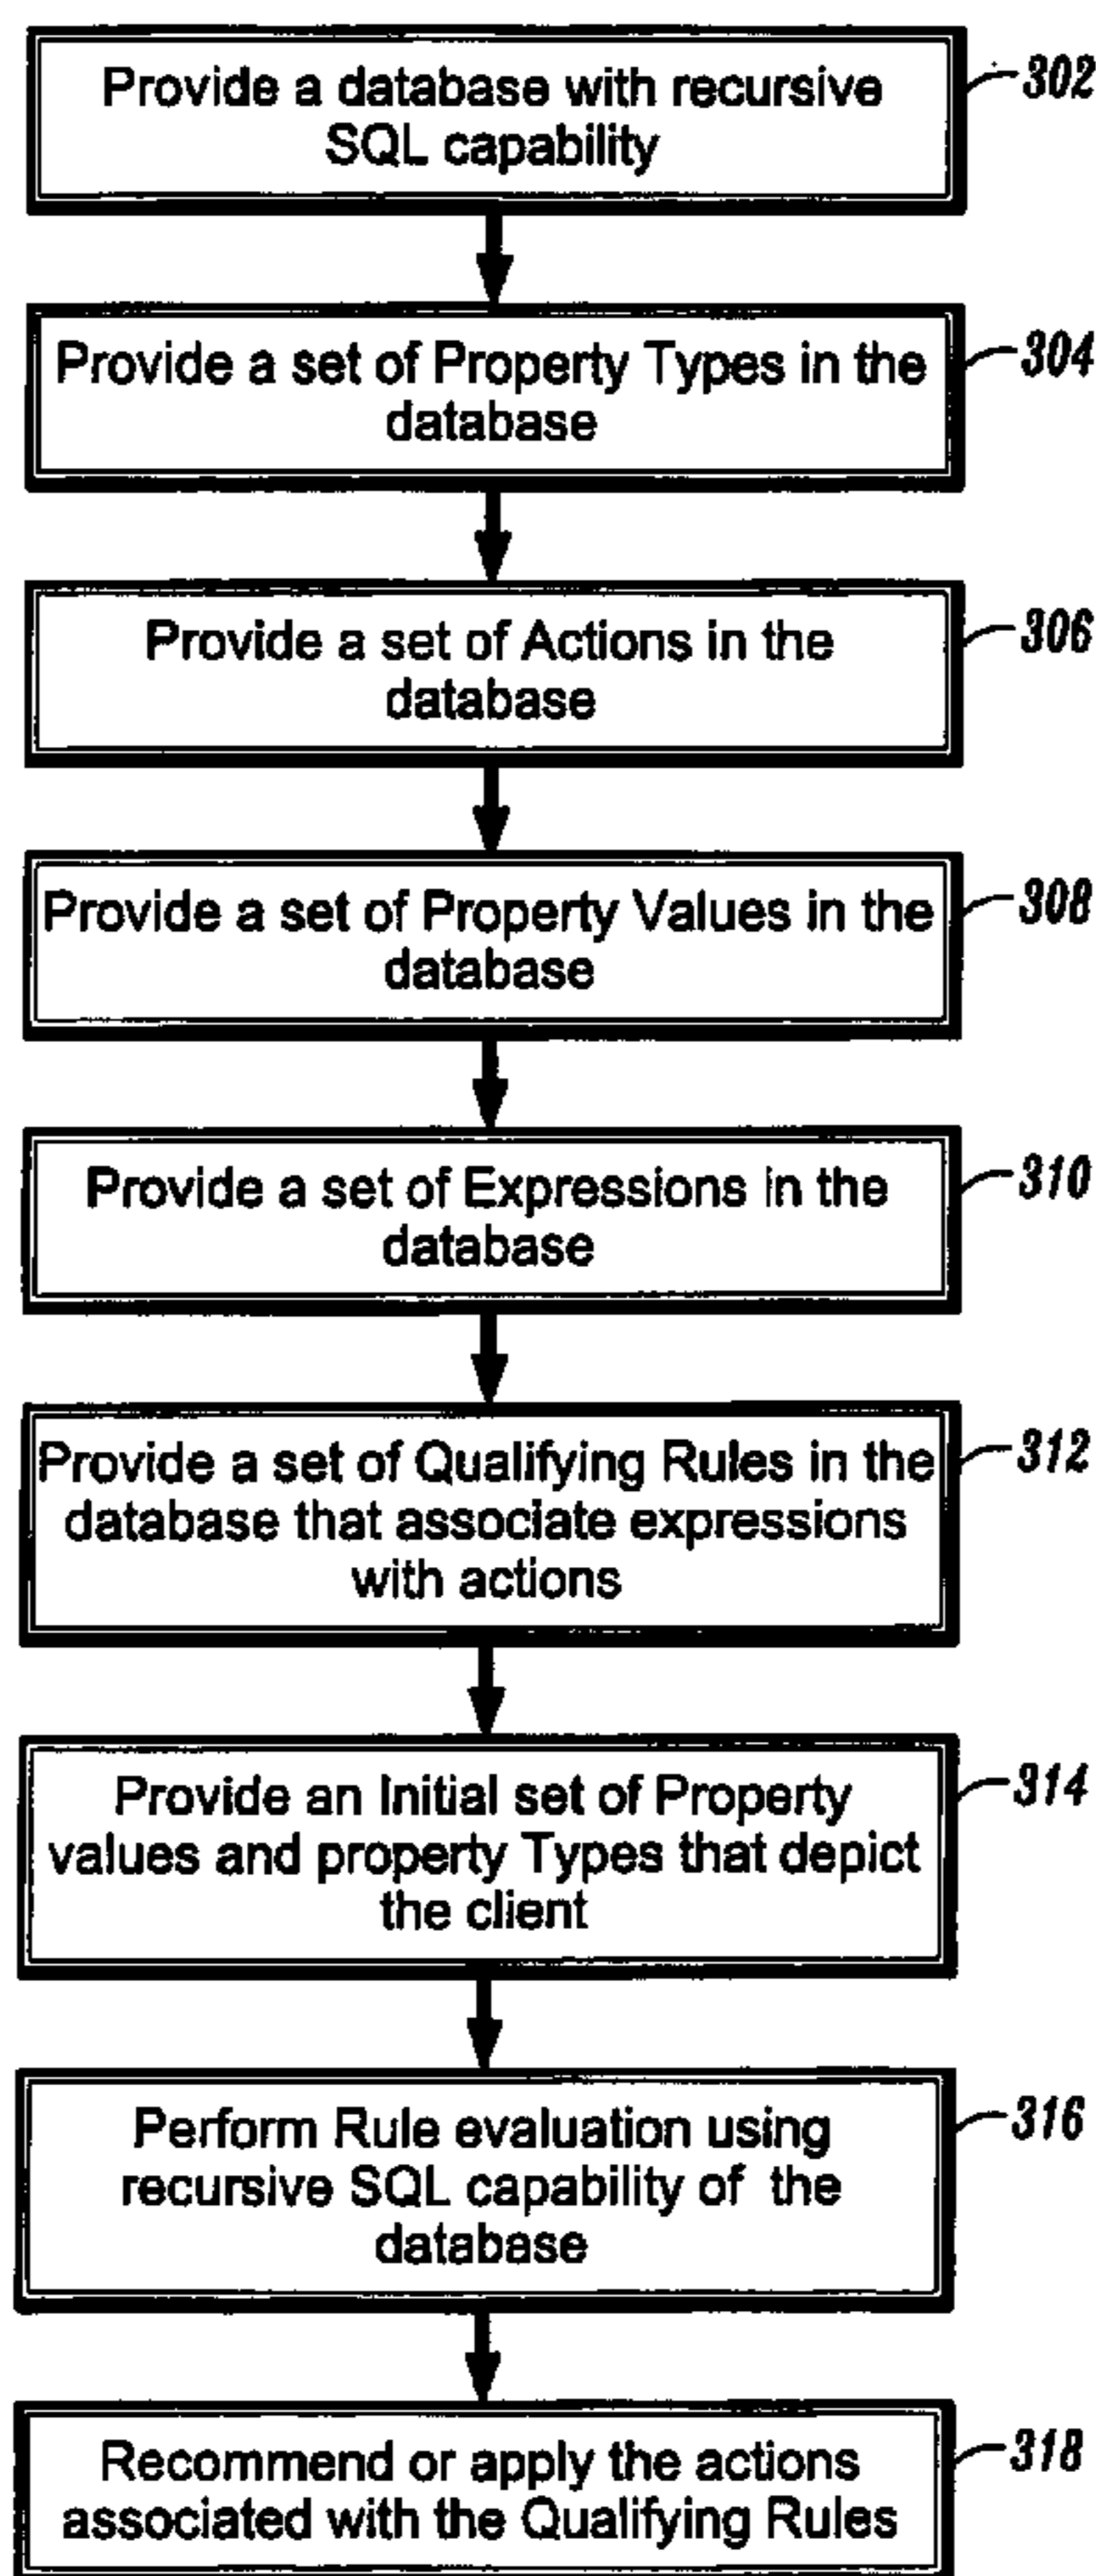 Provide a database with recursive
SQL capability
302
Provide a set of Property Types in the
database
304
Provide a set of Actions in the
database
306
Provide a set of Property Values in the
database
308
Provide a set of Expressions in the
database
310
Provide a set of Qualifying Rules in the
database that associate expressions
with actions
312
Provide an Initial set of Property
values and property Types that depict
the client
314
Perform Rule evaluation using
recursive SQL capability of the
database
316
Recommend or apply the actions
associated with the Qualifying Rules
318